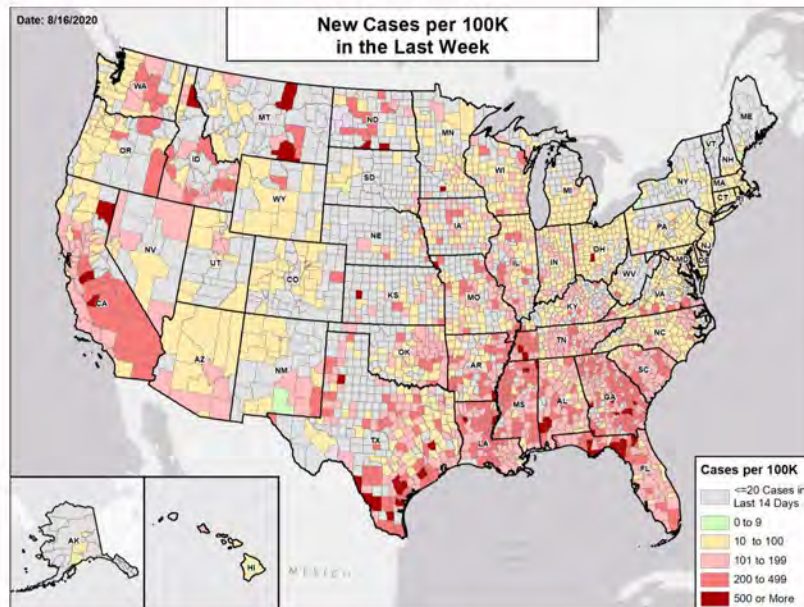 Date: 8/16/2020
New Cases per 100K
in the Last Week
WA
MT
ND
MN
ME
OR
ID
WY
SD
WI
MI
VT
NH
NY
MA
CT
NV
UT
CO
NE
IA
IL
IN
OH
PA
NJ
MD
DE
CA
KS
MO
KY
WV
VA
AZ
NM
OK
AR
TN
NC
TX
LA
MS
AL
GA
SC
FL
AK
HI
MEXICO
Cases per 100K
<=20 Cases in
Last 14 Days
0 to 9
10 to 100
101 to 199
200 to 499
500 or More